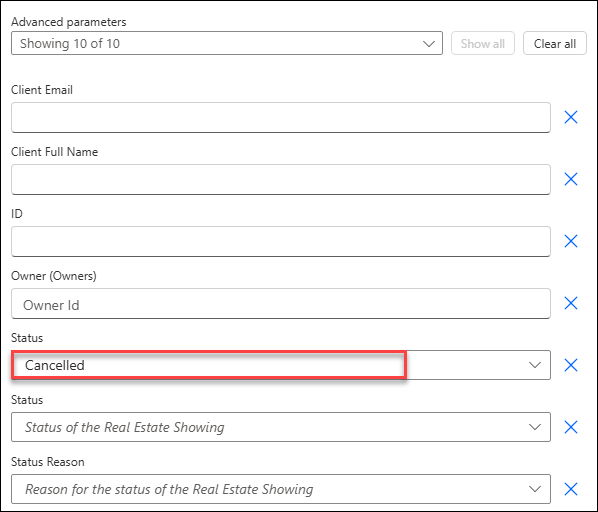 Advanced parameters
Showing 10 of 10
Show all
Clear all
Client Email
Client Full Name
ID
Owner (Owners)
Owner Id
Status
Cancelled
Status
Status of the Real Estate Showing
Status Reason
Reason for the status of the Real Estate Showing